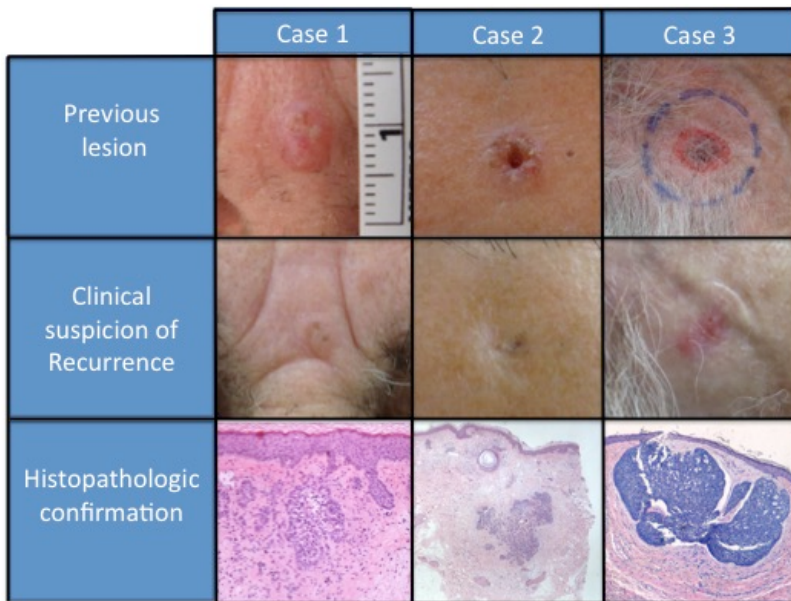 Case 1
Case 2
Case 3
Previous
lesion
1
Clinical
suspicion of
Recurrence
Histopathologic
confirmation